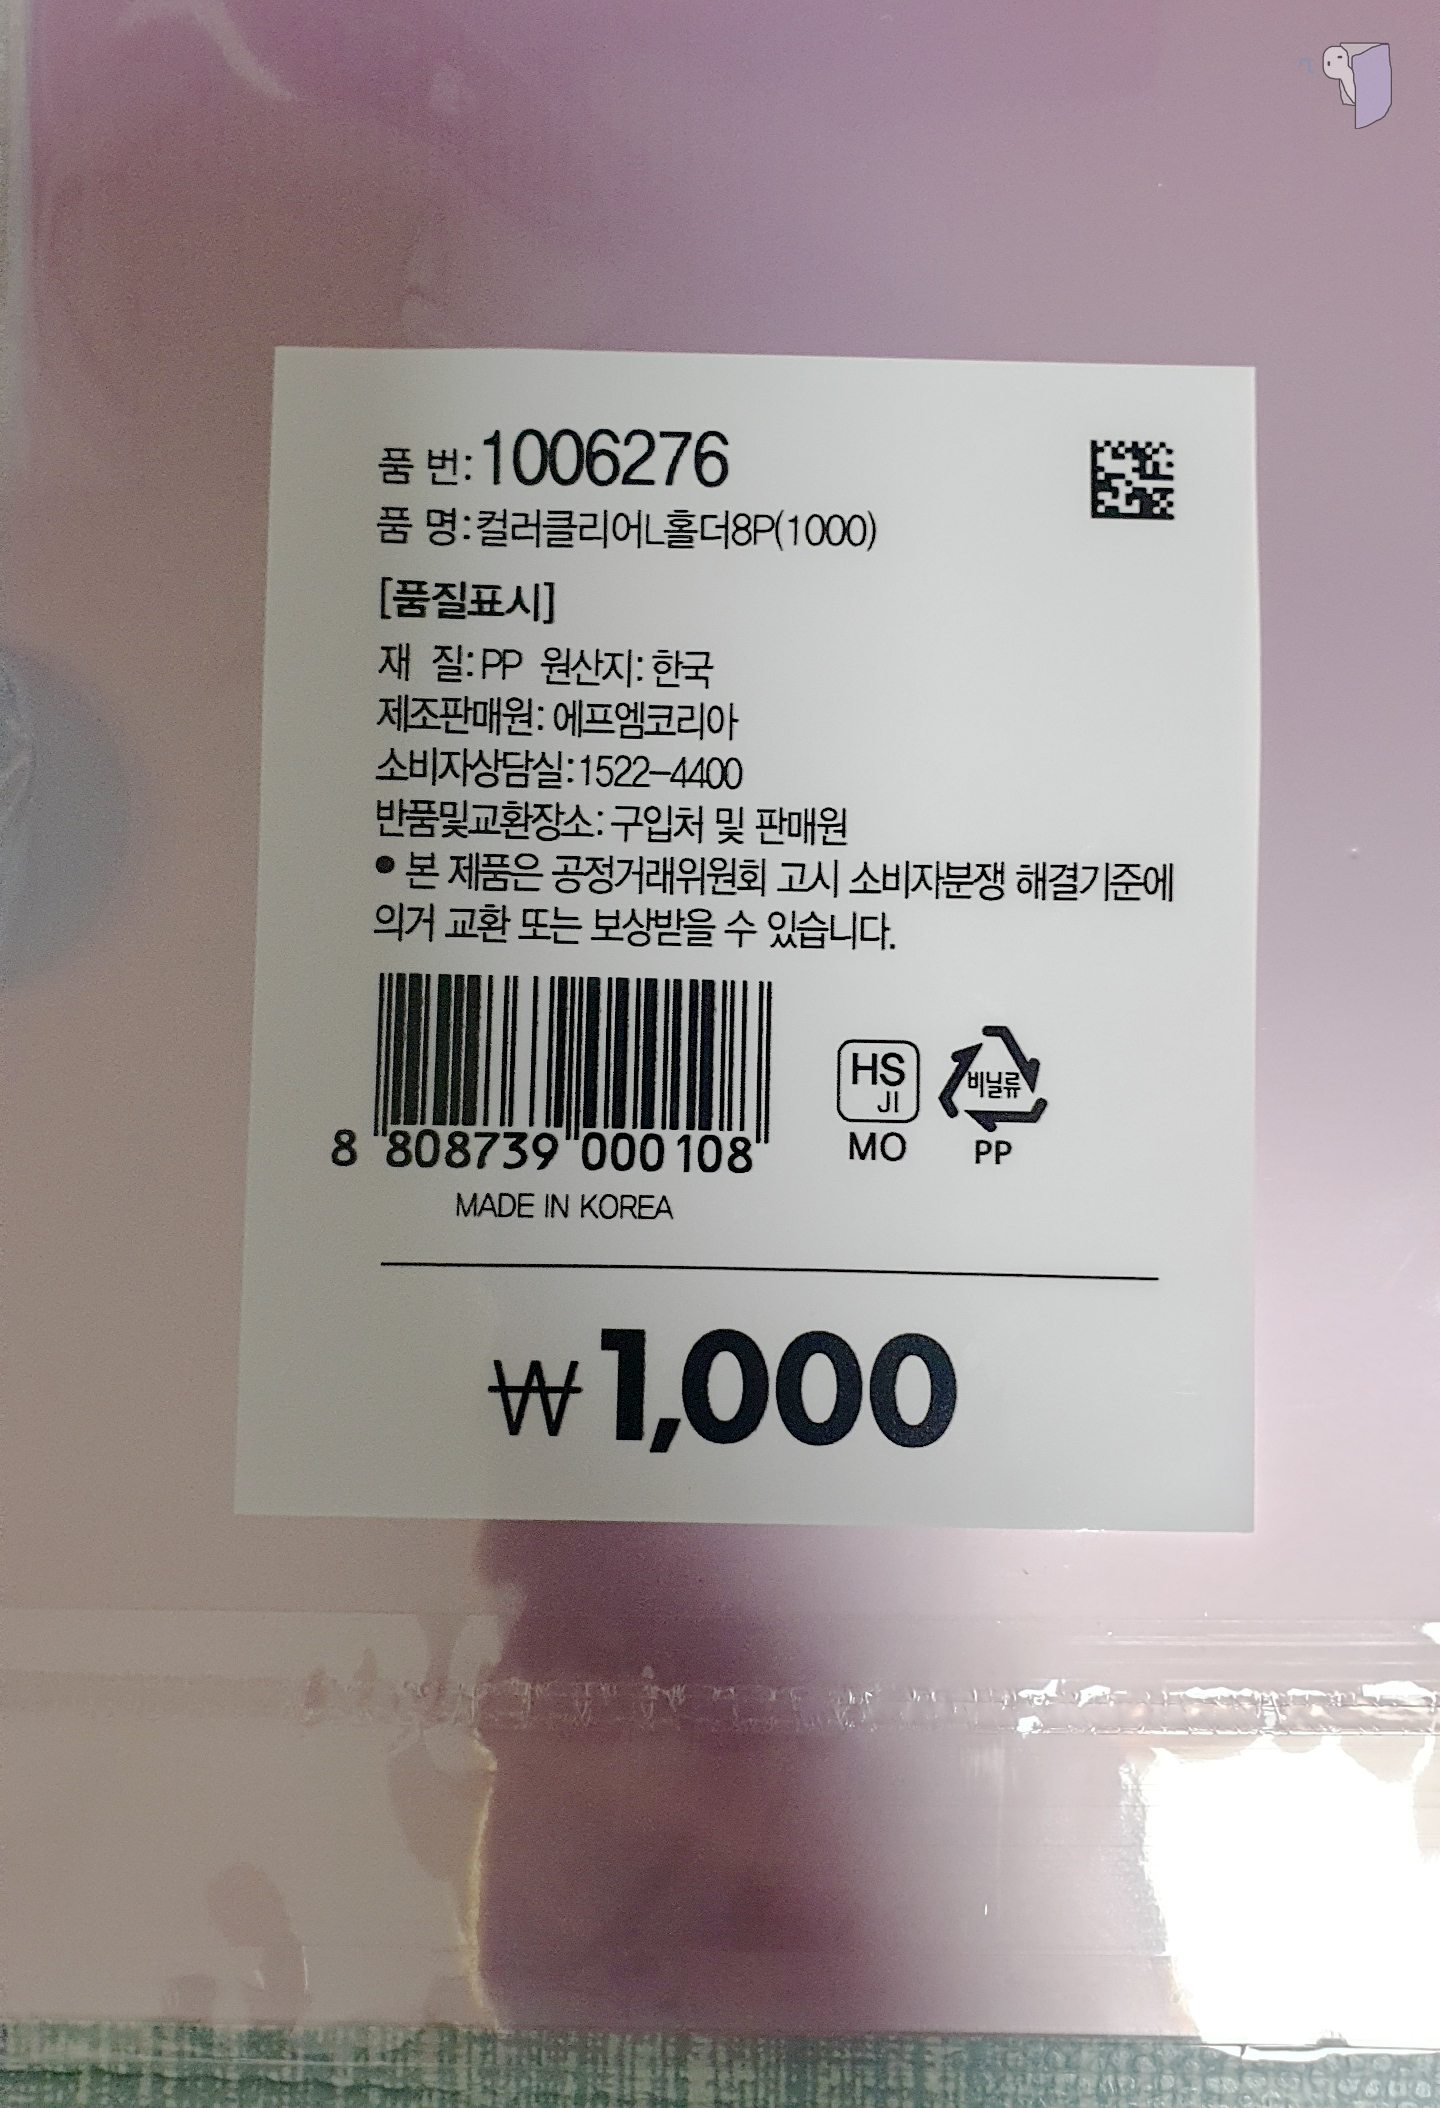 품 번:1006276
품 명:컬러클리어L홀더8P(1000)
[품질표시]
재 질:PP 원산지:한국
제조판매원:에프엠코리아
소비자상담실:1522-4400
반품및교환장소:구입처 및 판매원
● 본 제품은 공정거래위원회 고시 소비자분쟁 해결기준에
의거 교환 또는 보상받을 수 있습니다.
8 808739 000108
HS
JI
MO
비닐류
PP
MADE IN KOREA
₩1,000